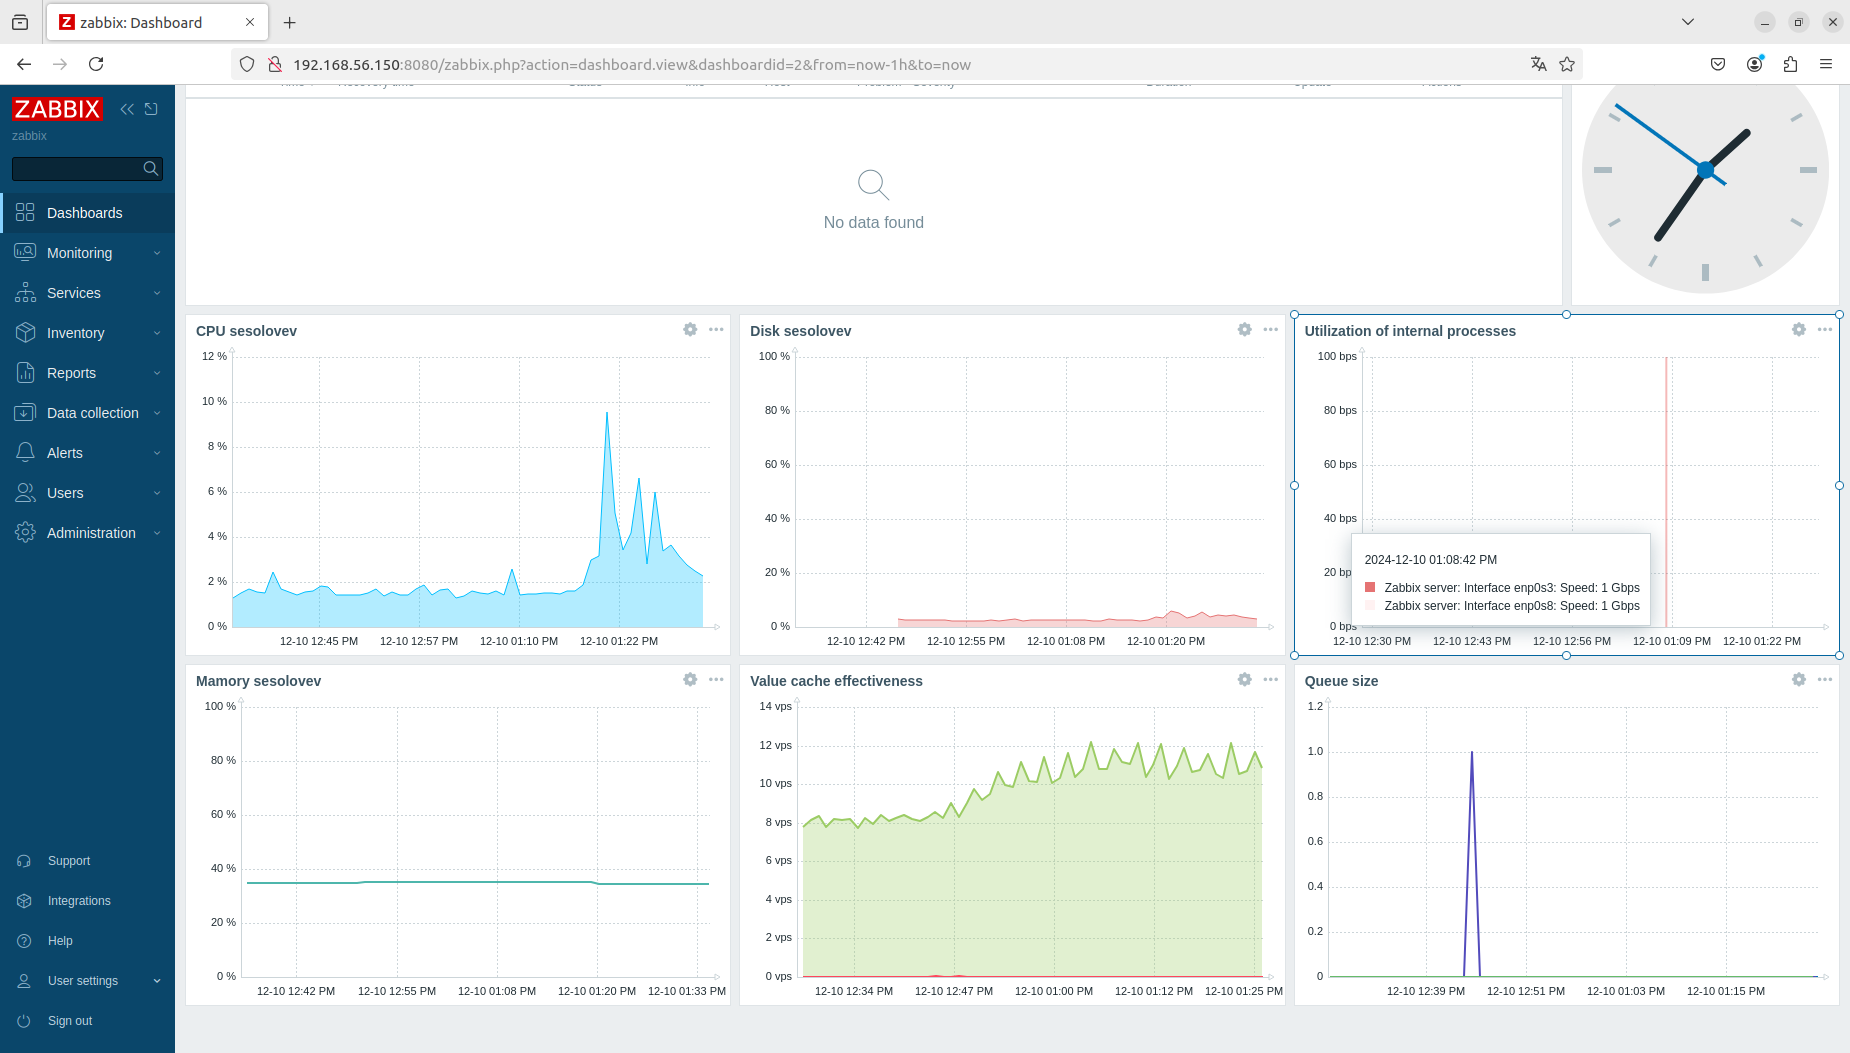 zabbix: Dashboard
192.168.56.150:8080/zabbix.php?action=dashboard.view&dashboardid=2&from=now-1h&to=now
ZABBIX
zabbix
Dashboards
Monitoring
Services
Inventory
Reports
Data collection
Alerts
Users
Administration
Support
Integrations
Help
User settings
Sign out
Time Recovery time Status Info Host Problem Severity Duration Update Actions
No data found
CPU sesolovev
12 %
10 %
8 %
6 %
4 %
2 %
0 %
12-10 12:45 PM 12-10 12:57 PM 12-10 01:10 PM 12-10 01:22 PM
Disk sesolovev
100 %
80 %
60 %
40 %
20 %
0 %
12-10 12:42 PM 12-10 12:55 PM 12-10 01:08 PM 12-10 01:20 PM
Utilization of internal processes
100 bps
80 bps
60 bps
40 bps
20 bp
0 bps
2024-12-10 01:08:42 PM
Zabbix server: Interface enp0s3: Speed: 1 Gbps
Zabbix server: Interface enp0s8: Speed: 1 Gbps
12-10 12:30 PM 12-10 12:43 PM 12-10 12:56 PM 12-10 01:09 PM 12-10 01:22 PM
Mamory sesolovev
100 %
80 %
60 %
40 %
20 %
0 %
12-10 12:42 PM 12-10 12:55 PM 12-10 01:08 PM 12-10 01:20 PM 12-10 01:33 PM
Value cache effectiveness
14 vps
12 vps
10 vps
8 vps
6 vps
4 vps
2 vps
0 vps
12-10 12:34 PM 12-10 12:47 PM 12-10 01:00 PM 12-10 01:12 PM 12-10 01:25 PM
Queue size
1.2
1.0
0.8
0.6
0.4
0.2
0
12-10 12:39 PM 12-10 12:51 PM 12-10 01:03 PM 12-10 01:15 PM